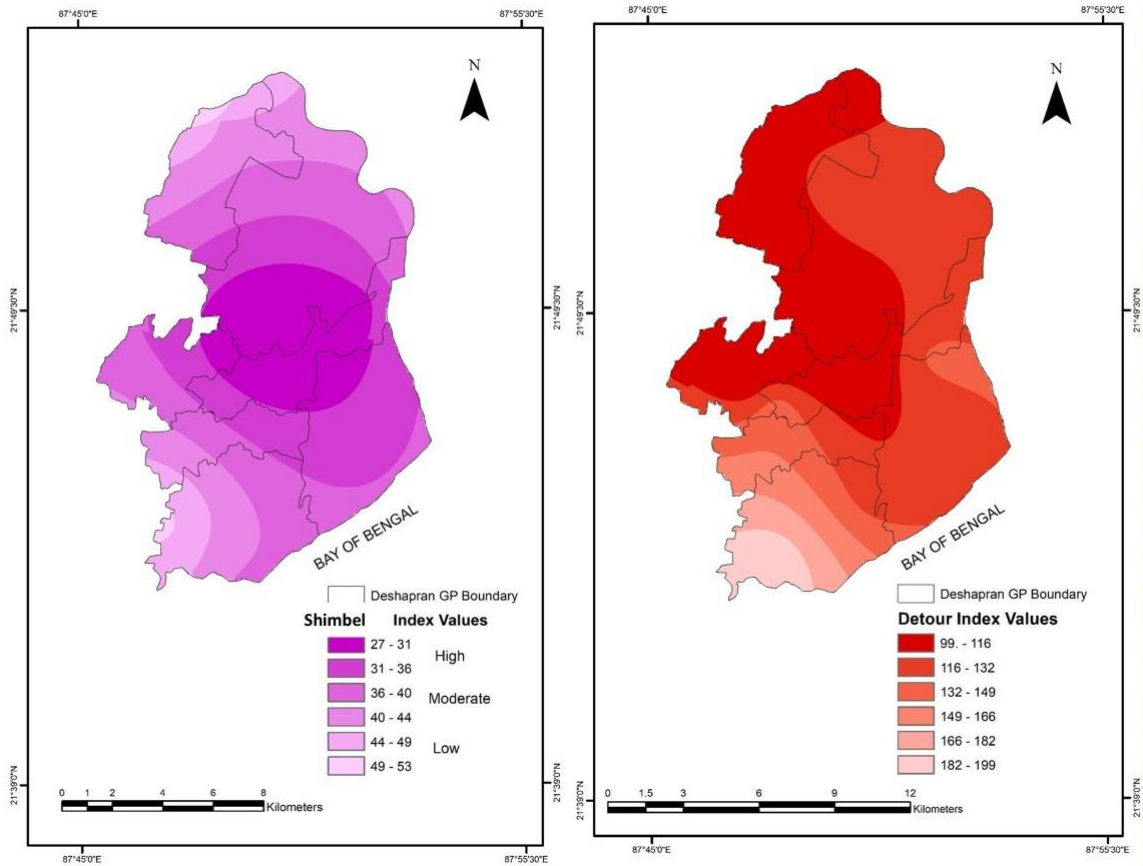 87°45'0"E
87°55'30"E
N
21°49'30"N
21°49'30"N
BAY OF BENGAL
Deshapran GP Boundary
Shimbel Index Values
27 - 31
High
31 - 36
36 - 40
Moderate
40 - 44
44 - 49
Low
49 - 53
21°39'0"N
21°39'0"N
0 1 2 4 6 8
Kilometers
87°45'0"E
87°55'30"E
87°45'0"E
87°55'30"E
N
21°49'30"N
21°49'30"N
BAY OF BENGAL
Deshapran GP Boundary
Detour Index Values
99. - 116
116 - 132
132 - 149
149 - 166
166 - 182
182 - 199
21°39'0"N
21°39'0"N
0 1.5 3 6 9 12
Kilometers
87°45'0"E
87°55'30"E